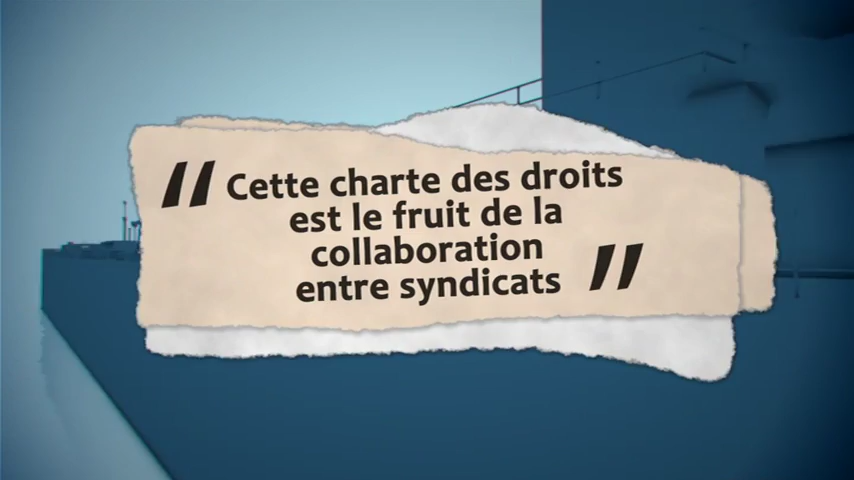 " Cette charte des droits
est le fruit de la
collaboration
entre syndicats "